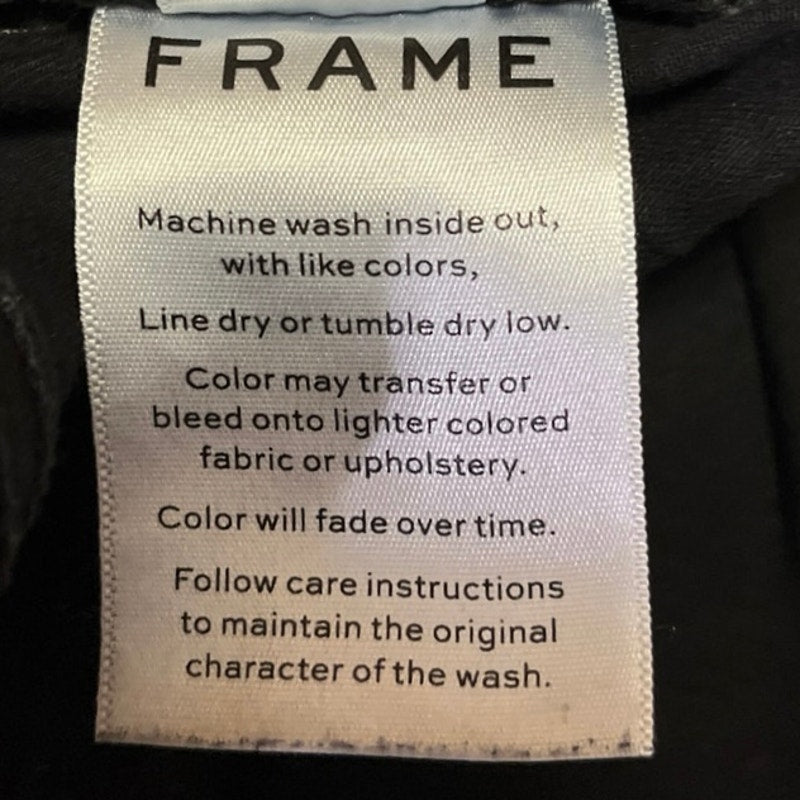 FRAME
Machine wash inside out,
with like colors,
Line dry or tumble dry low.
Color may transfer or
bleed onto lighter colored
fabric or upholstery.
Color will fade over time.
Follow care instructions
to maintain the original
character of the wash.